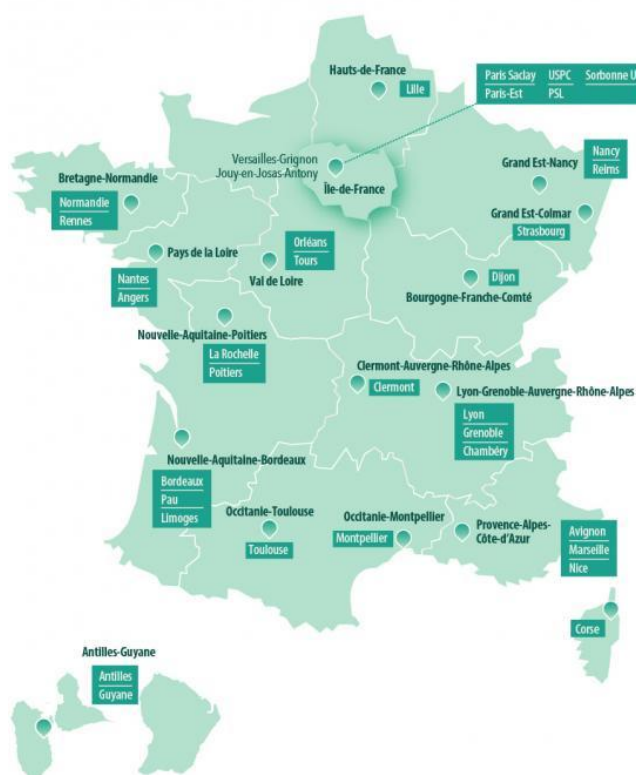 Hauts-de-France
Lille
Paris Saclay USPC Sorbonne U
Paris-Est PSL
Versailles-Grignon
Jouy-en-Josas-Antony
Île-de-France
Nancy
Reims
Grand Est-Nancy
Grand Est-Colmar
Strasbourg
Bretagne-Normandie
Normandie
Rennes
Pays de la Loire
Nantes
Angers
Orléans
Tours
Val de Loire
Dijon
Bourgogne-Franche-Comté
Nouvelle-Aquitaine-Poitiers
La Rochelle
Poitiers
Clermont-Auvergne-Rhône-Alpes
Clermont
Lyon-Grenoble-Auvergne-Rhône-Alpes
Lyon
Grenoble
Chambéry
Nouvelle-Aquitaine-Bordeaux
Bordeaux
Pau
Limoges
Occitanie-Toulouse
Toulouse
Occitanie-Montpellier
Montpellier
Provence-Alpes-
Côte-d'Azur
Avignon
Marseille
Nice
Corse
Antilles-Guyane
Antilles
Guyane